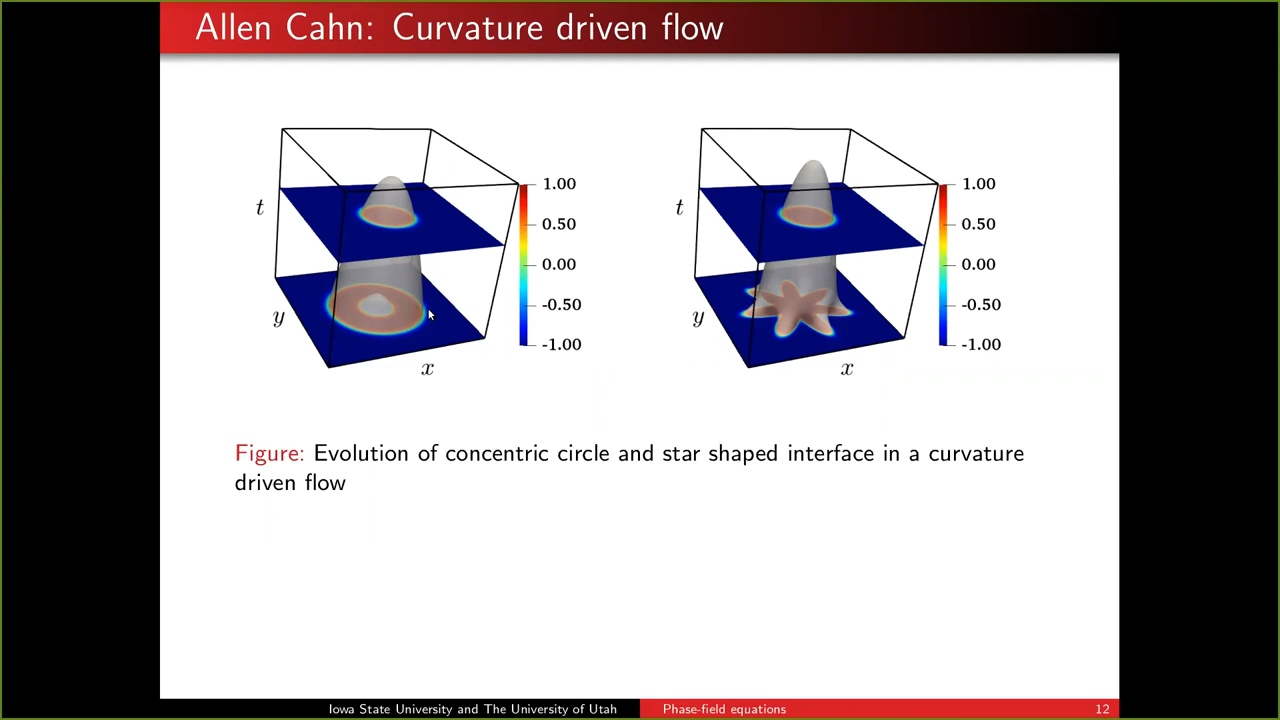 Allen Cahn: Curvature driven flow
t
y
x
1.00
0.50
0.00
-0.50
-1.00
t
y
x
1.00
0.50
0.00
-0.50
-1.00
Figure: Evolution of concentric circle and star shaped interface in a curvature
driven flow
Iowa State University and The University of Utah
Phase-field equations
12